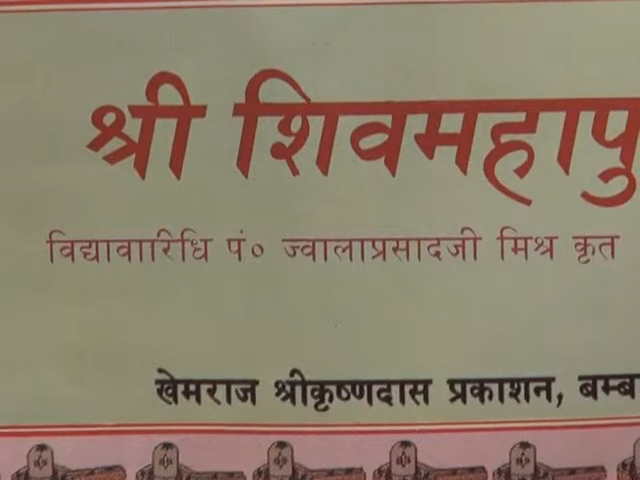 श्री शिवमहापु
विद्यावारिधि पं० ज्वालाप्रसादजी मिश्र कृत
खेमराज श्रीकृष्णदास प्रकाशन, बम्ब